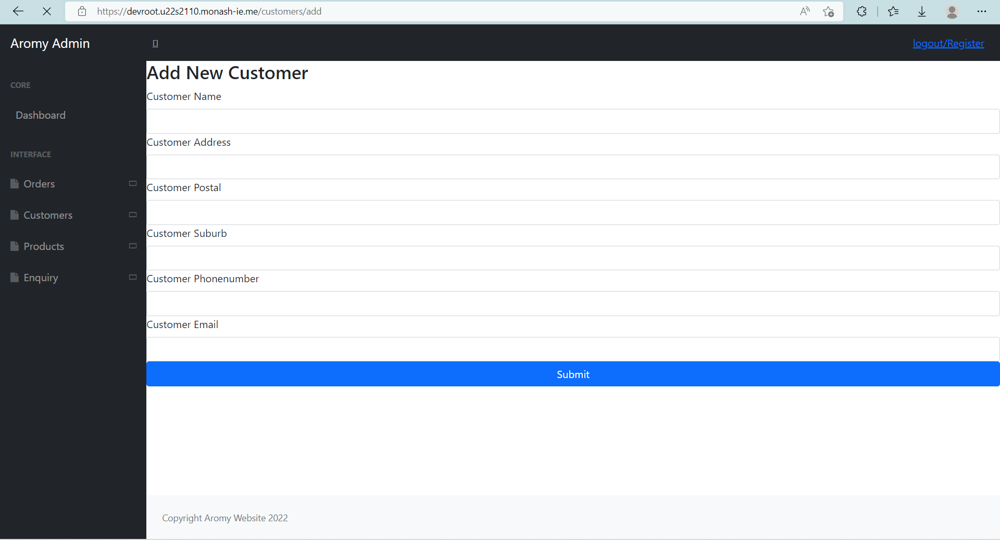 https://devroot.u22s2110.monash-ie.me/customers/add
Aromy Admin
logout/Register
CORE
Dashboard
INTERFACE
Orders
Customers
Products
Enquiry
Add New Customer
Customer Name
Customer Address
Customer Postal
Customer Suburb
Customer Phonenumber
Customer Email
Submit
Copyright Aromy Website 2022